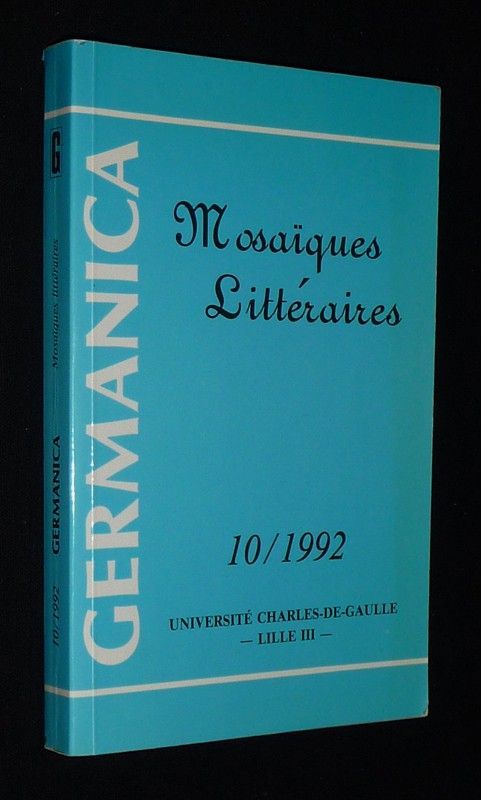 G
Mosaïques littéraires
GERMANICA
10/1992
GERMANICA
Mosaïques
Littéraires
10/1992
UNIVERSITÉ CHARLES-DE-GAULLE
— LILLE III —